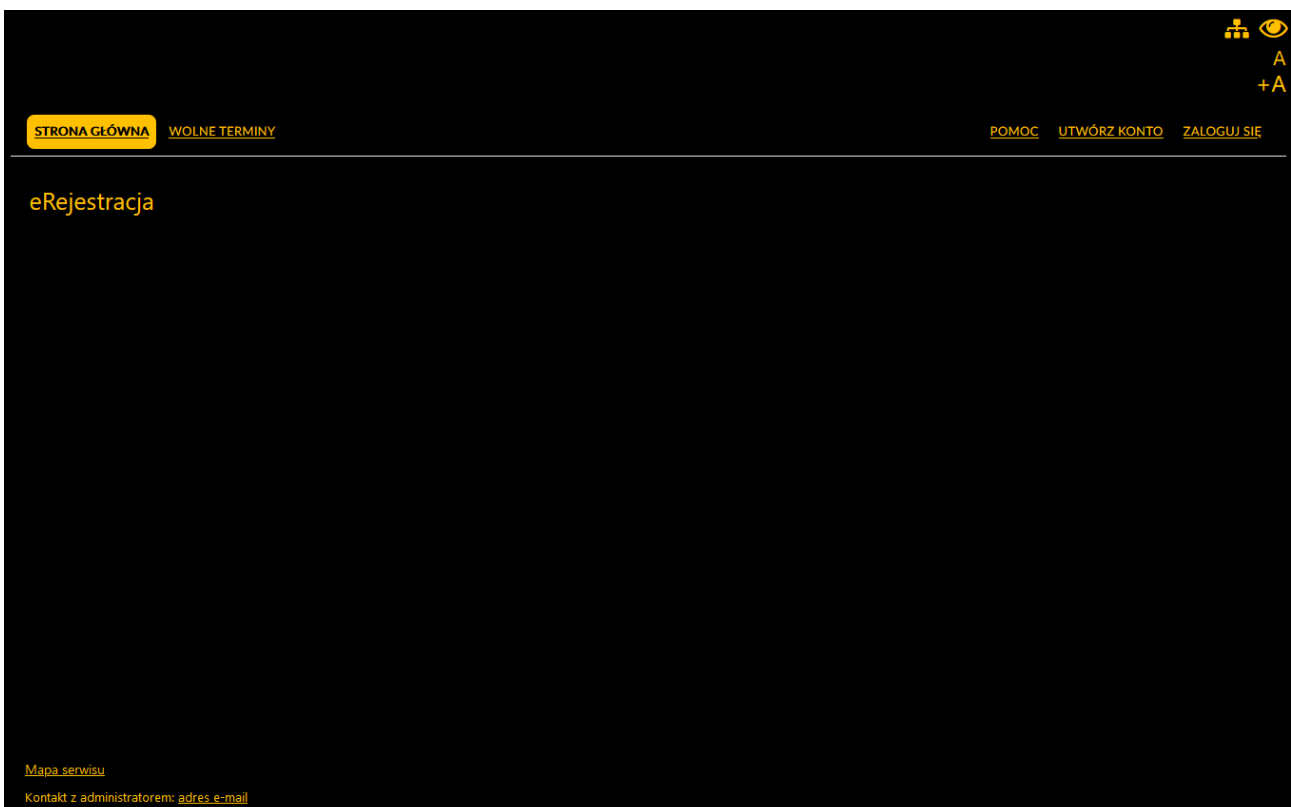 A
+A
STRONA GŁÓWNA WOLNE TERMINY POMOC UTWÓRZ KONTO ZALOGUJ SIĘ
eRejestracja
Mapa serwisu
Kontakt z administratorem: adres e-mail